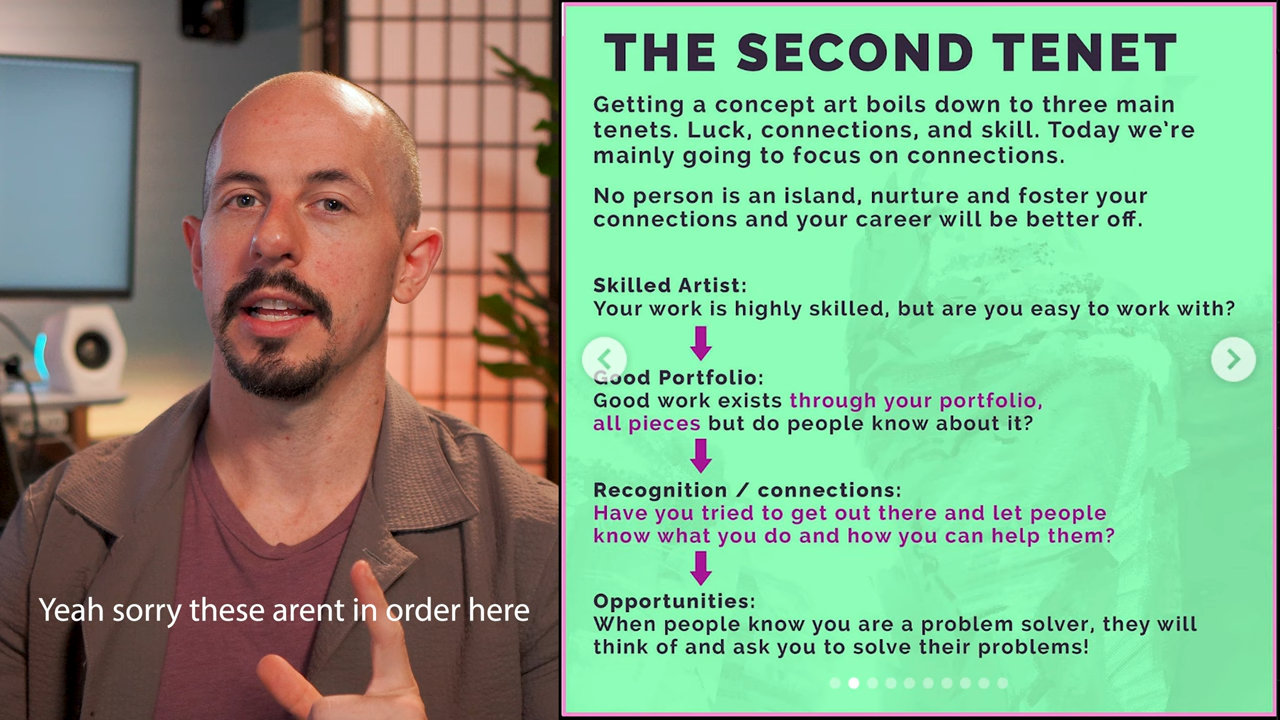 Yeah sorry these arent in order here
THE SECOND TENET
Getting a concept art boils down to three main
tenets. Luck, connections, and skill. Today we're
mainly going to focus on connections.
No person is an island, nurture and foster your
connections and your career will be better off.
Skilled Artist:
Your work is highly skilled, but are you easy to work with?
Good Portfolio:
Good work exists through your portfolio,
all pieces but do people know about it?
Recognition / connections:
Have you tried to get out there and let people
know what you do and how you can help them?
Opportunities:
When people know you are a problem solver, they will
think of and ask you to solve their problems!